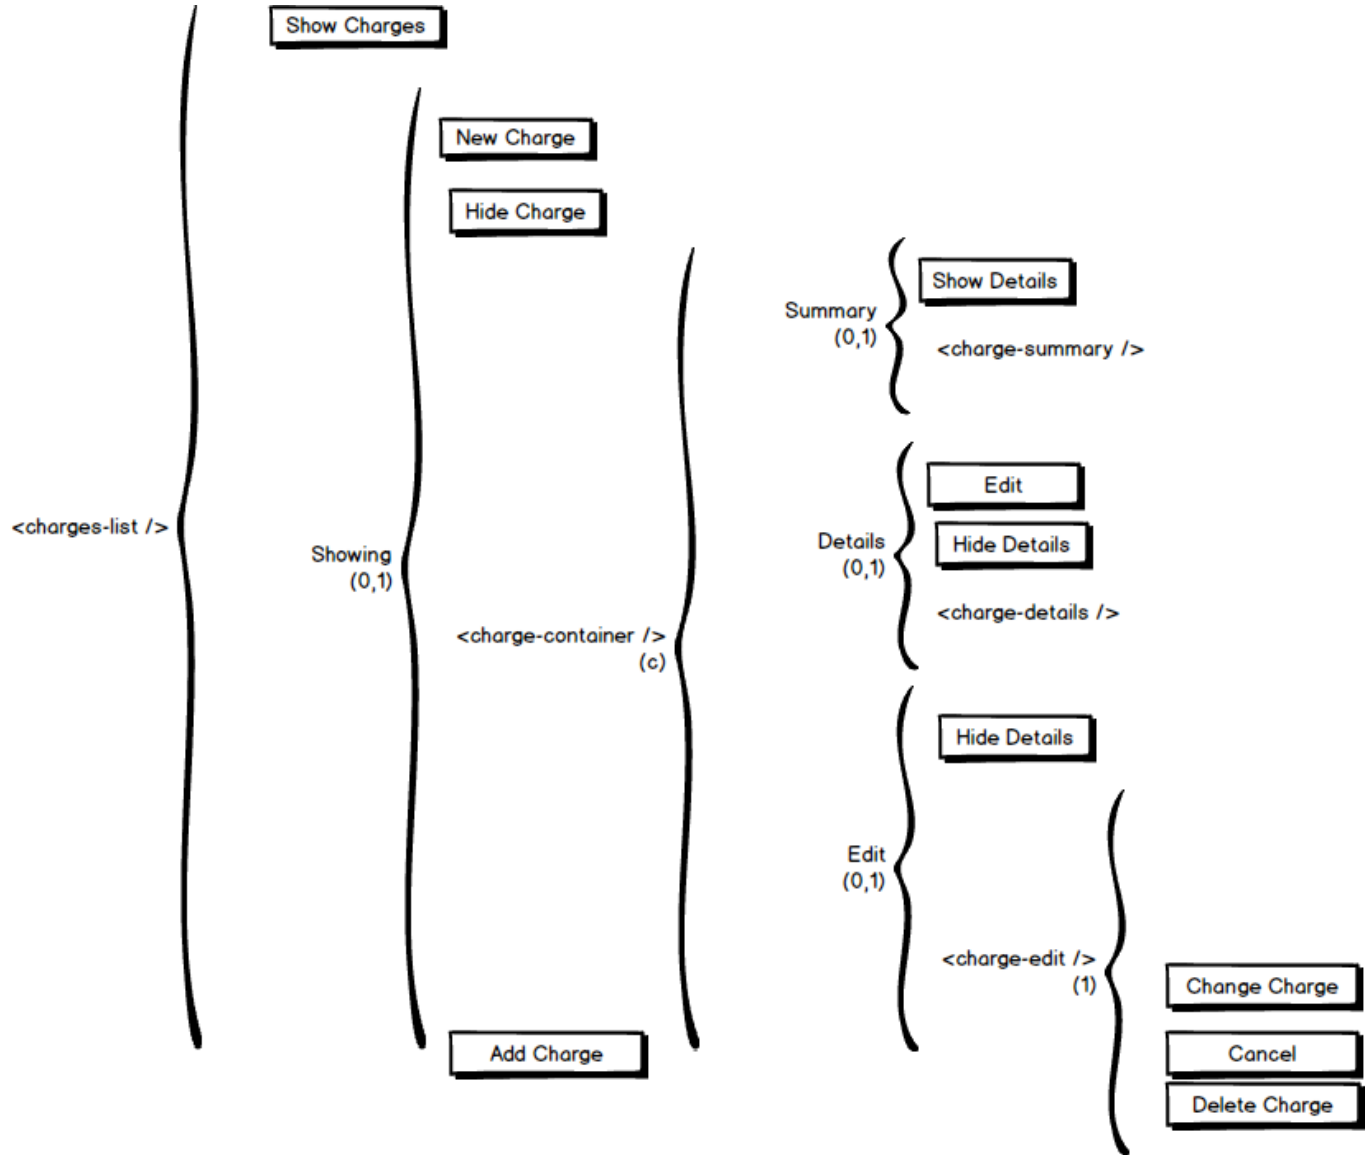 Show Charges
New Charge
Hide Charge
Show Details
Summary
(0,1)
<charge-summary />
Edit
Details
(0,1)
Hide Details
<charge-details />
<charges-list />
Showing
(0,1)
<charge-container />
(c)
Hide Details
Edit
(0,1)
<charge-edit />
(1)
Change Charge
Cancel
Delete Charge
Add Charge